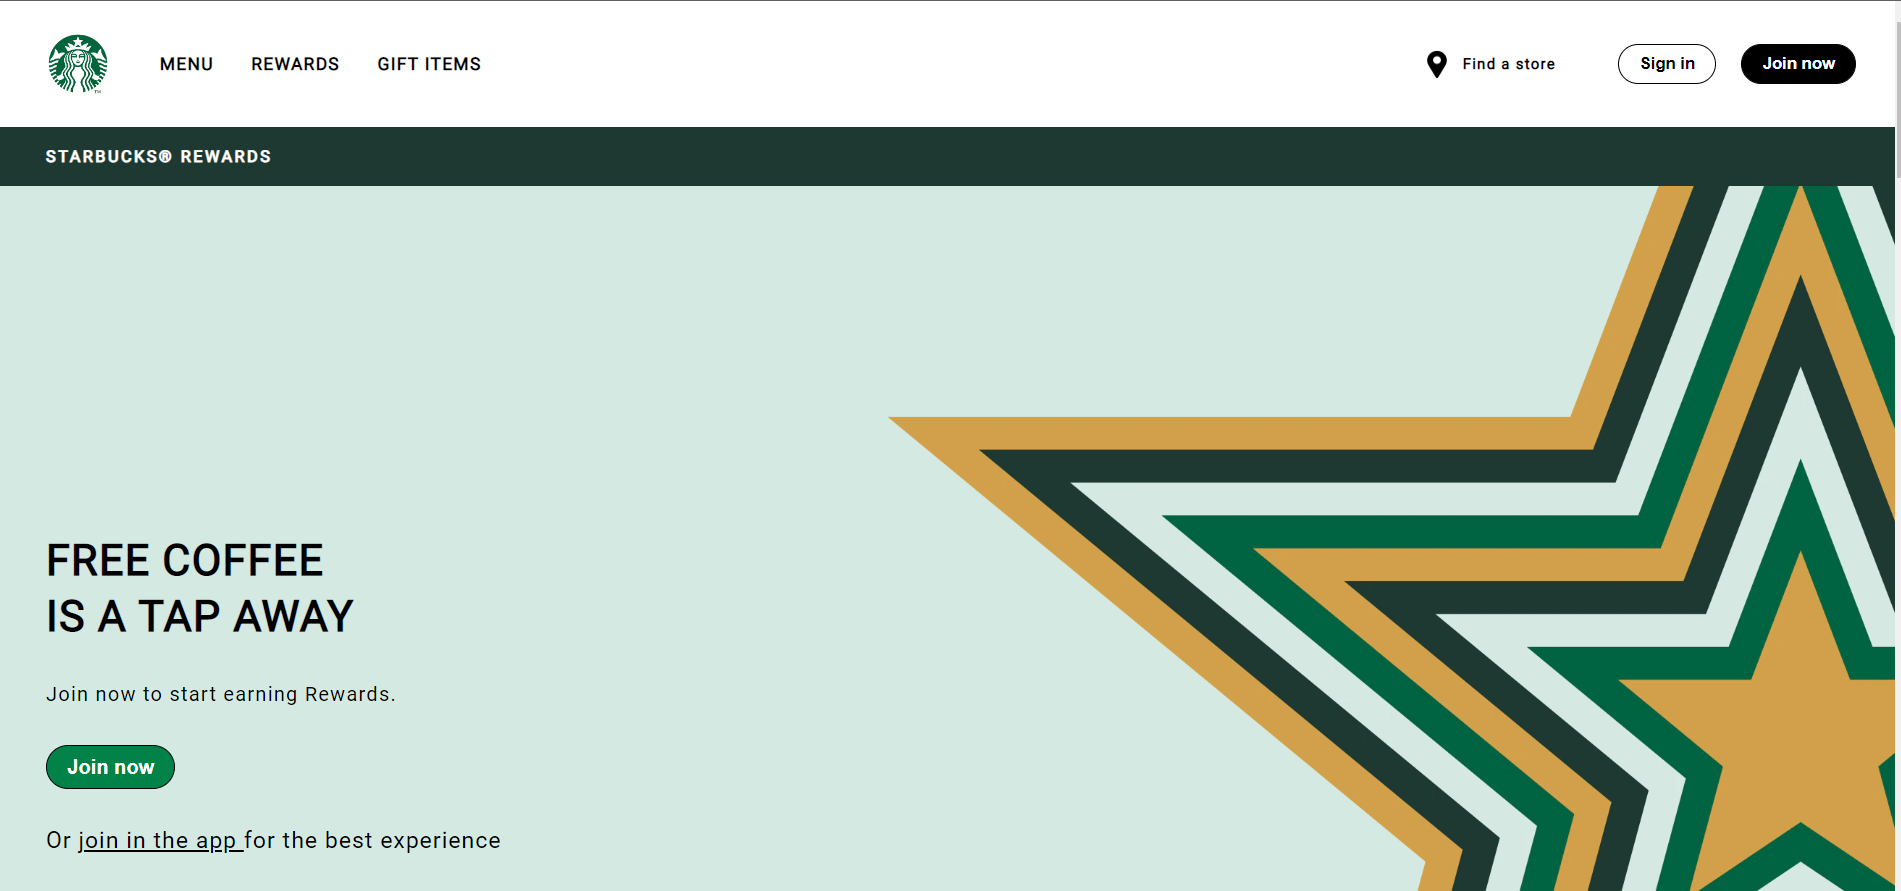 MENU REWARDS GIFT ITEMS Find a store Sign in Join now
STARBUCKS® REWARDS
FREE COFFEE
IS A TAP AWAY
Join now to start earning Rewards.
Join now
Or join in the app for the best experience